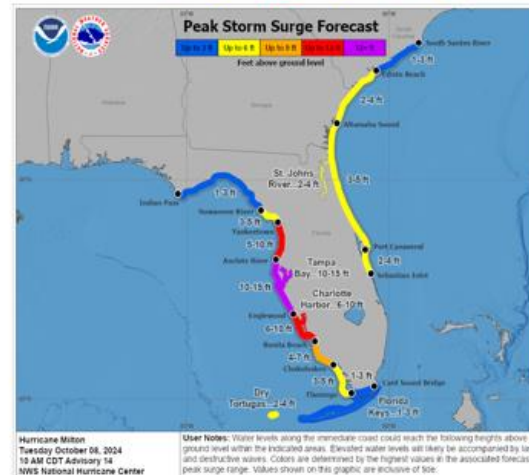 Peak Storm Surge Forecast
Up to 3 ft
Up to 6 ft
Feet above ground level
South Santee River
1-3 ft
Edisto Beach
2-4 ft
Altamaha Sound
3-5 ft
St. Johns
River...2-4 ft
Indian Pass
1-3 ft
Suwannee River
3-5 ft
Yankeetown
5-10 ft
Anclote River
Tampa
Bay...10-15 ft
10-15 ft
Port Canaveral
2-4 ft
Sebastian Inlet
Charlotte
Harbor...6-10 ft
Englewood
6-10 ft
Bonita Beach
4-7 ft
Chokoloskee
3-5 ft
Flamingo
1-3 ft
Card Sound Bridge
Dry
Tortugas...2-4 ft
Florida
Keys...1-3 ft
Hurricane Milton
Tuesday October 08, 2024
10 AM CDT Advisory 14
NWS National Hurricane Center
User Notes: Water levels along the immediate coast could reach the following heights above
ground level within the indicated areas. Elevated water levels will likely be accompanied by
and destructive waves. Colors are determined by the highest values in the associated
peak surge range. Values shown on this graphic are inclusive of tide.